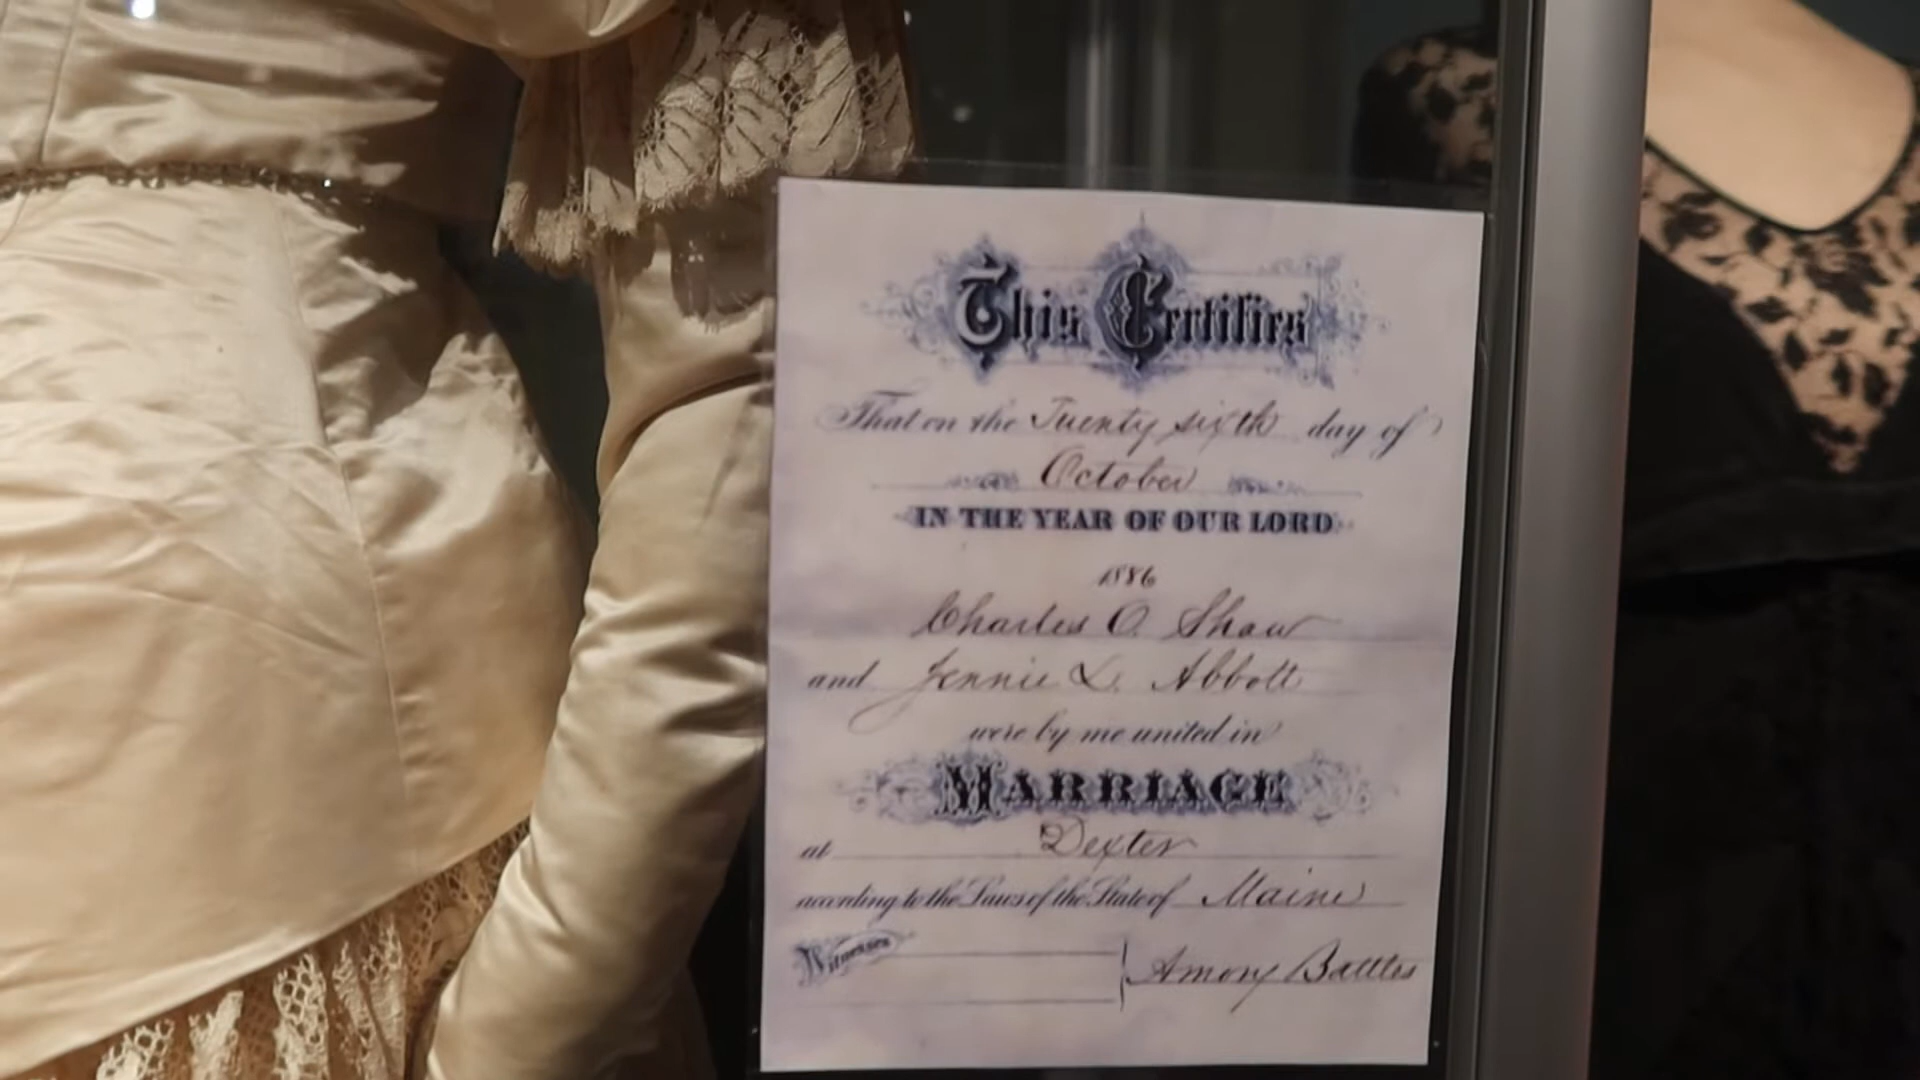 This Certifies
That on the Twenty sixth day of
October
IN THE YEAR OF OUR LORD
1886
Charles O. Shaw
and Jennie L. Abbott
were by me united in
MARRIAGE
at Dexter
according to the Laws of the State of Maine
Witnesses
Amory Battles